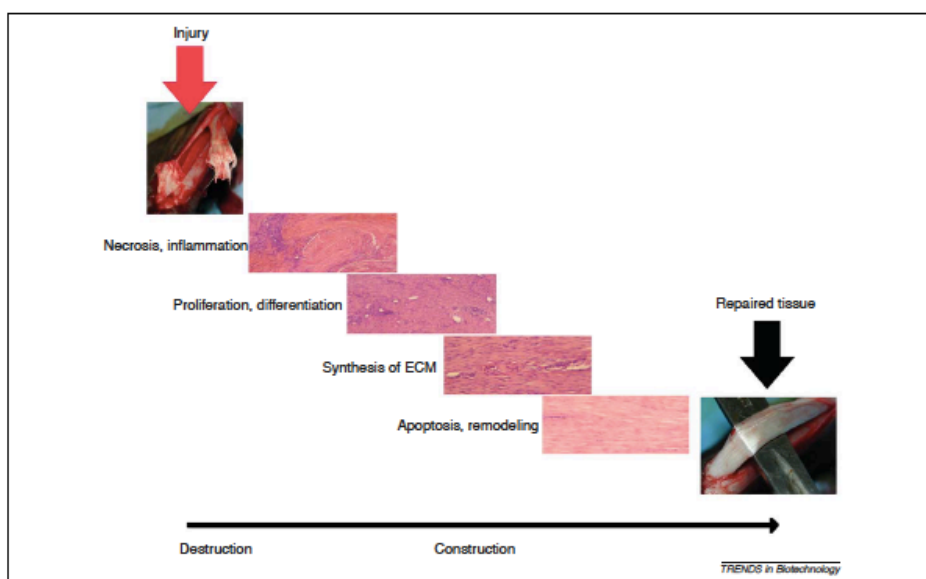 Injury
Necrosis, inflammation
Proliferation, differentiation
Repaired tissue
Synthesis of ECM
Apoptosis, remodeling
Destruction
Construction
TRENDS in Biotechnology